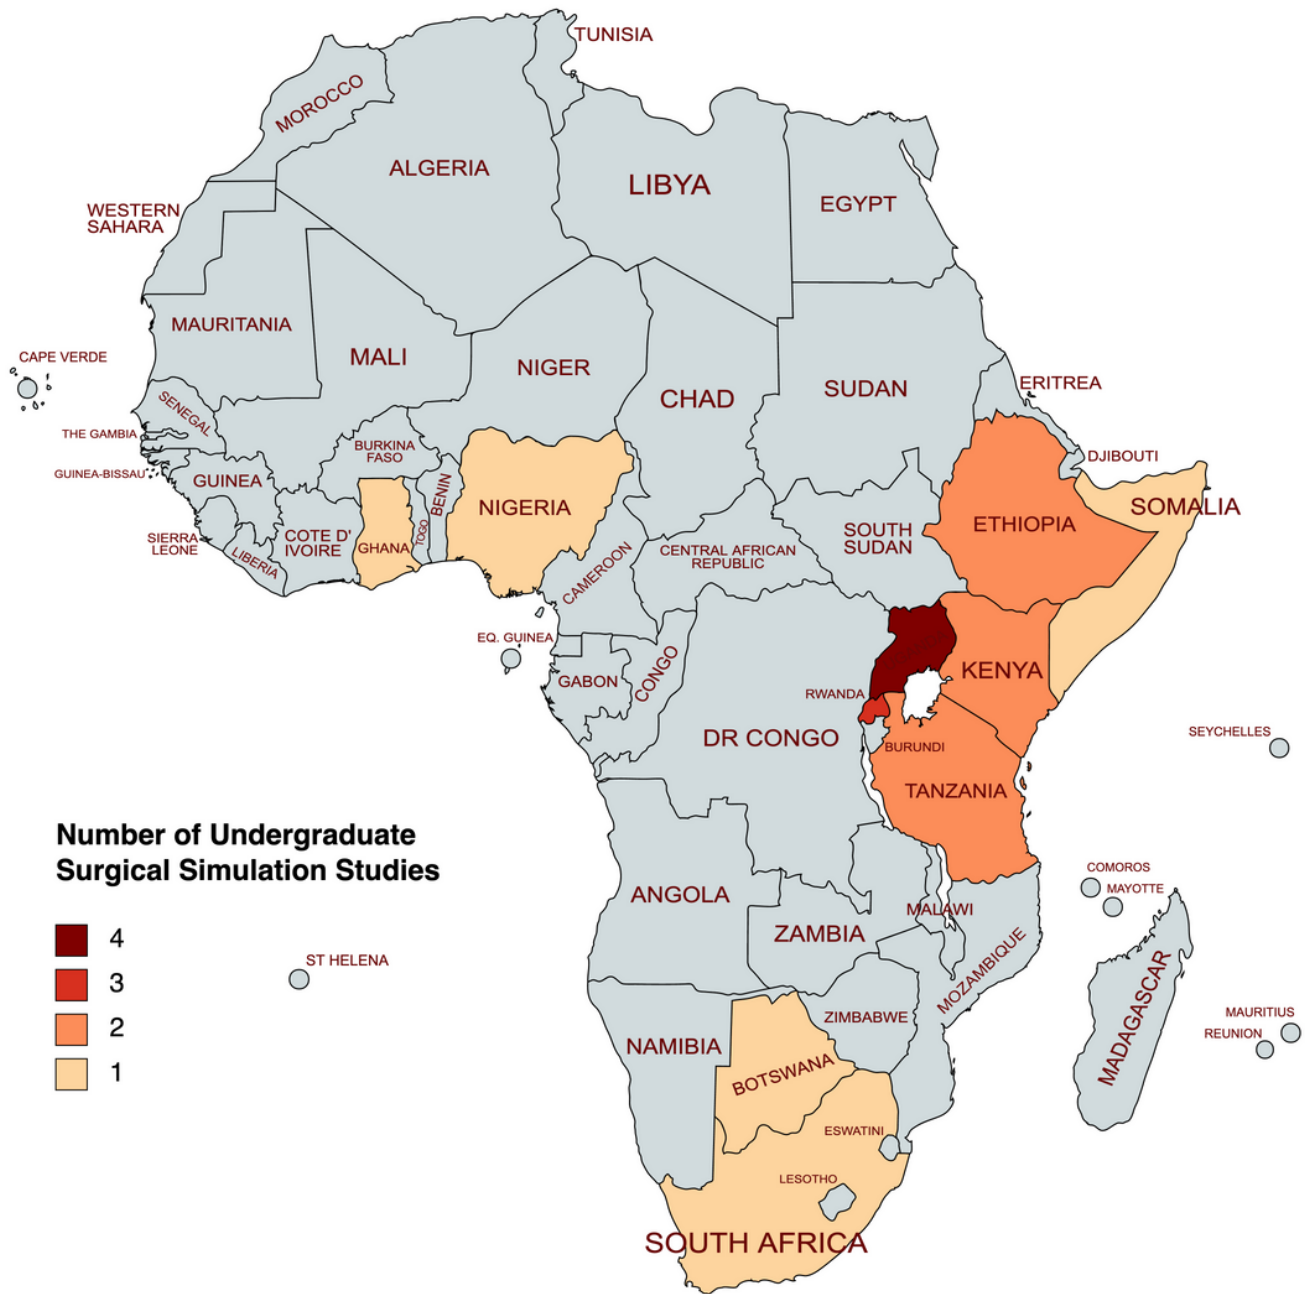 TUNISIA
MOROCCO
ALGERIA
LIBYA
EGYPT
WESTERN
SAHARA
MAURITANIA
MALI
NIGER
CHAD
SUDAN
ERITREA
CAPE VERDE
SENEGAL
THE GAMBIA
GUINEA-BISSAU
GUINEA
BURKINA
FASO
BENIN
NIGERIA
DJIBOUTI
SOMALIA
ETHIOPIA
SOUTH
SUDAN
SIERRA
LEONE
LIBERIA
COTE D'
IVOIRE
GHANA
TOGO
CAMEROON
CENTRAL AFRICAN
REPUBLIC
EQ. GUINEA
GABON
CONGO
KENYA
RWANDA
DR CONGO
BURUNDI
SEYCHELLES
TANZANIA
Number of Undergraduate
Surgical Simulation Studies
4
3
2
1
ANGOLA
COMOROS
MAYOTTE
MALAWI
ZAMBIA
ST HELENA
MOZAMBIQUE
MADAGASCAR
ZIMBABWE
MAURITIUS
REUNION
NAMIBIA
BOTSWANA
ESWATINI
LESOTHO
SOUTH AFRICA